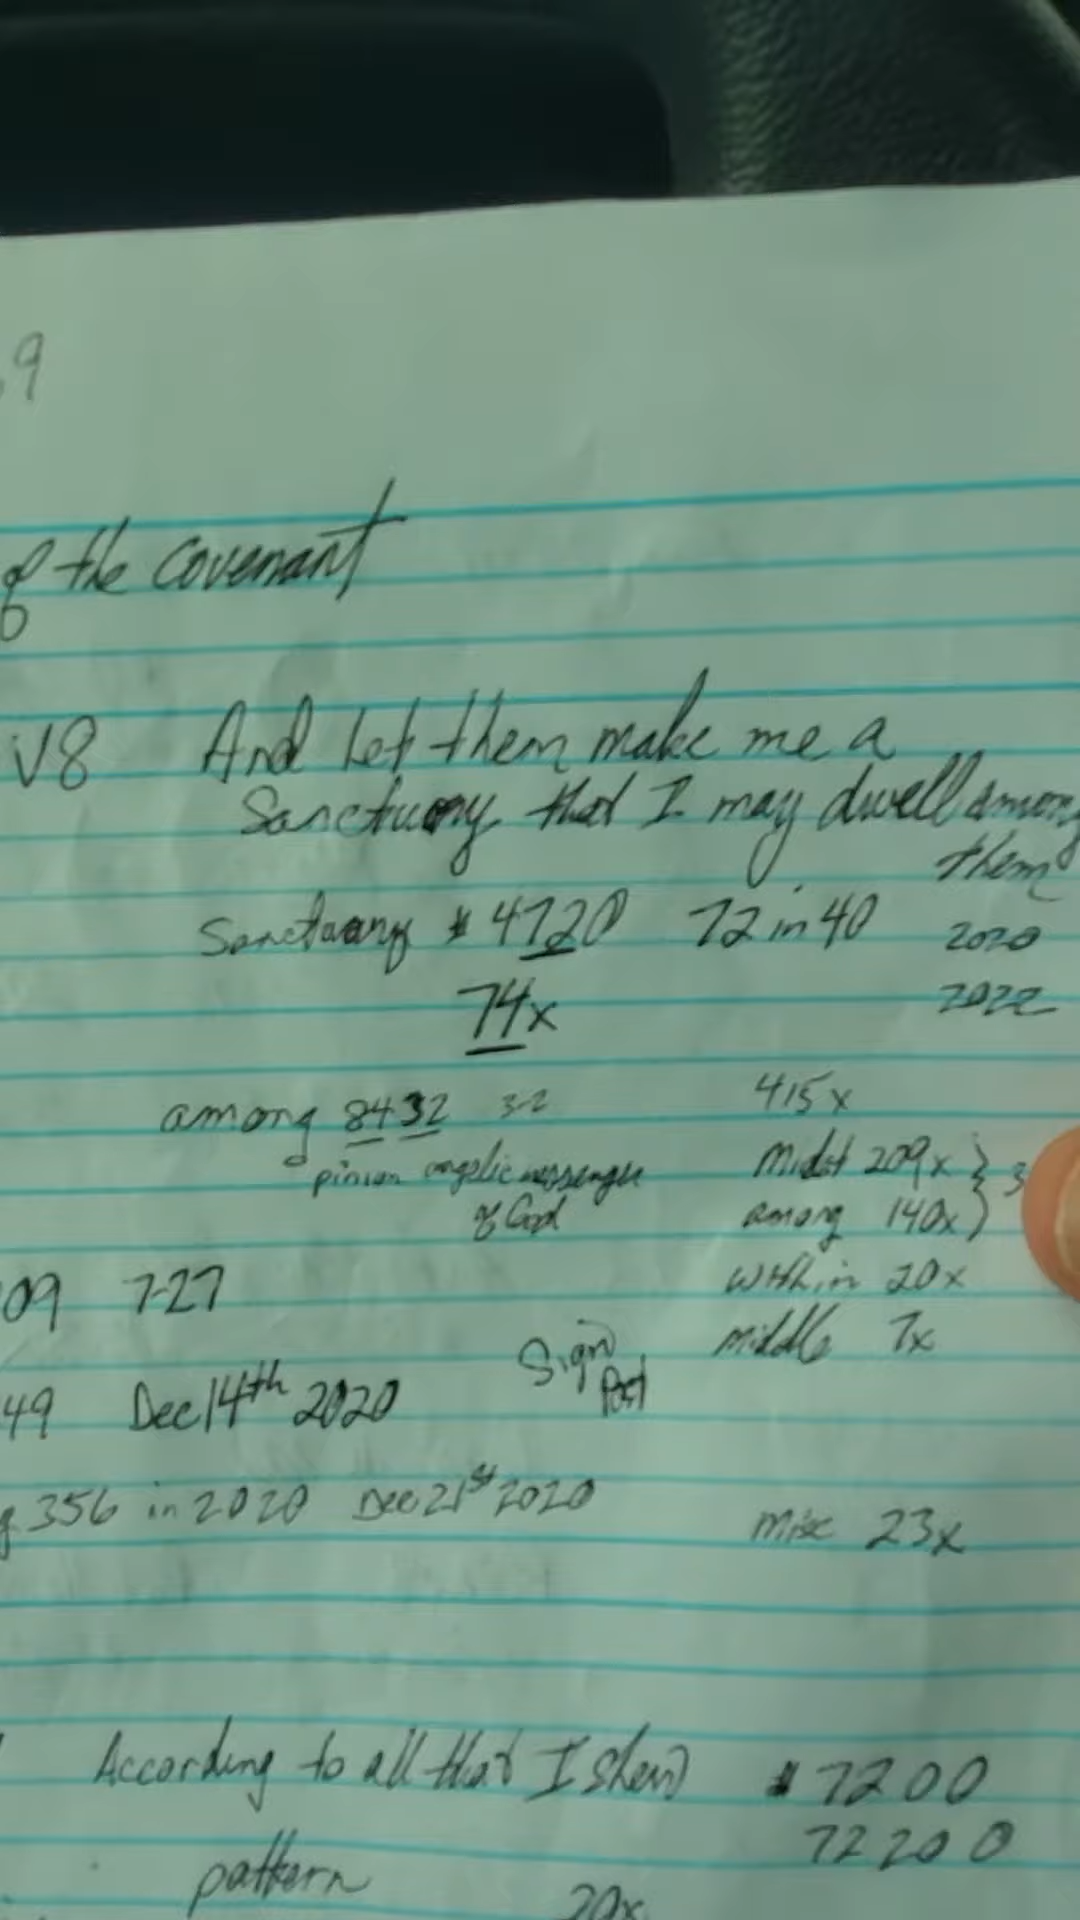 9
of the Covenant
V8 And let them make me a
Sanctuary that I may dwell among
them
Sanctuary # 4720 72 in 40 2020
74x 2022
among 8432 32 415x
pinion angelic messenger Midst 209x } 3
of God among 140x }
09 7-27 within 20x
Sign middle 7x
49 Dec 14th 2020 Post
356 in 2020 Dec 21st 2020 misc 23x
According to all that I shew # 7200
72200
pattern 20x